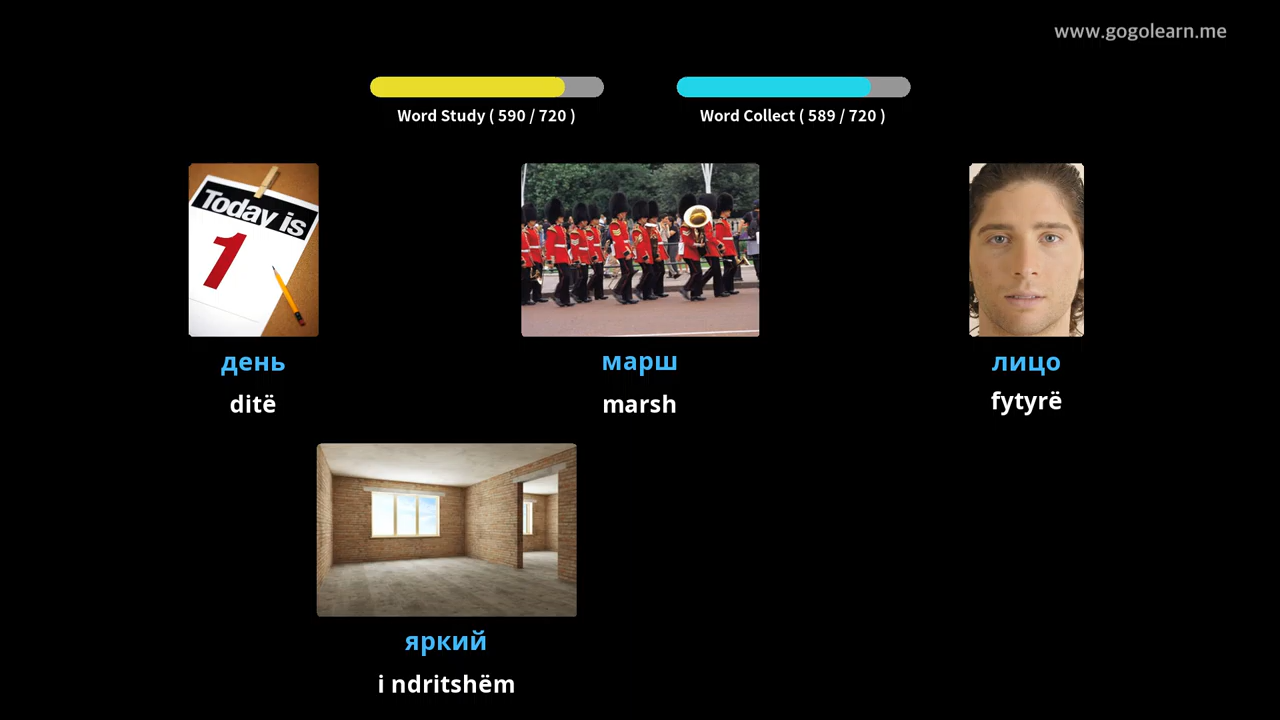 www.gogolearn.me
Word Study ( 590 / 720 )
Word Collect ( 589 / 720 )
Today is
1
день
марш
лицо
ditë
marsh
fytyrë
яркий
i ndritshëm